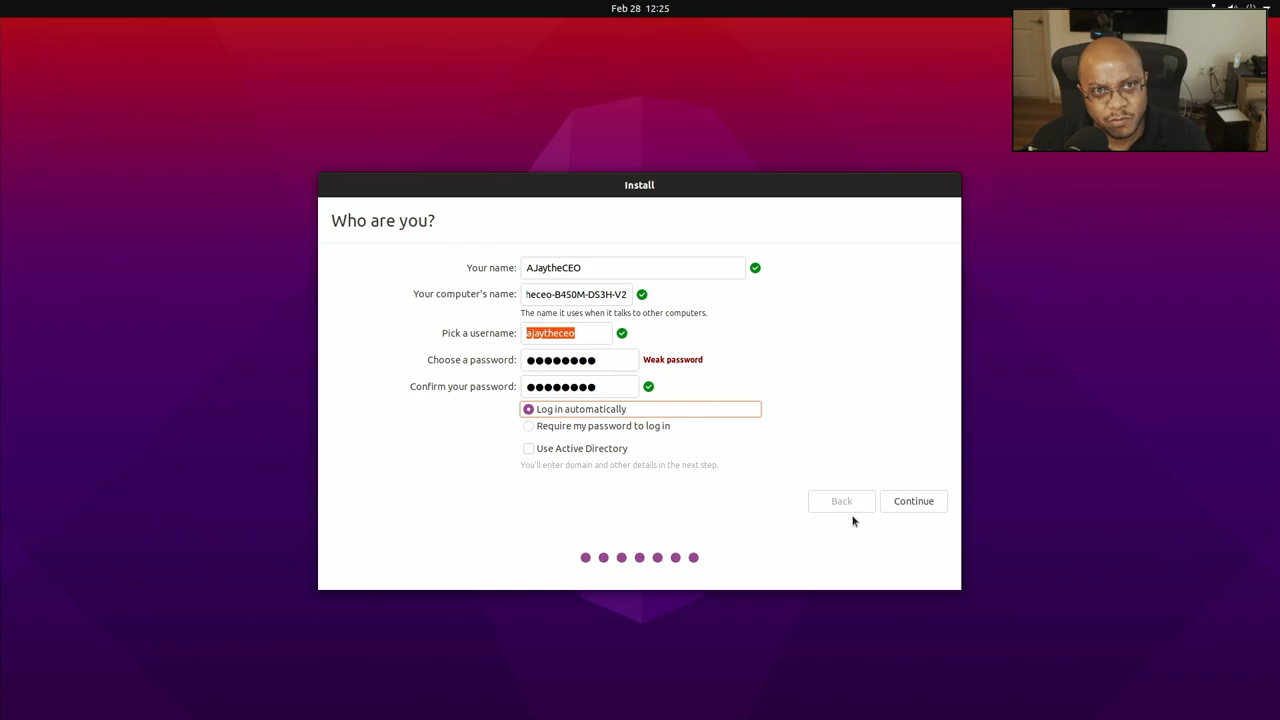 Feb 28 12:25
Install
Who are you?
Your name: AJaytheCEO
Your computer's name: heceo-B450M-DS3H-V2
The name it uses when it talks to other computers.
Pick a username: ajaytheceo
Choose a password: ●●●●●●●● Weak password
Confirm your password: ●●●●●●●●
Log in automatically
Require my password to log in
Use Active Directory
You'll enter domain and other details in the next step.
Back Continue